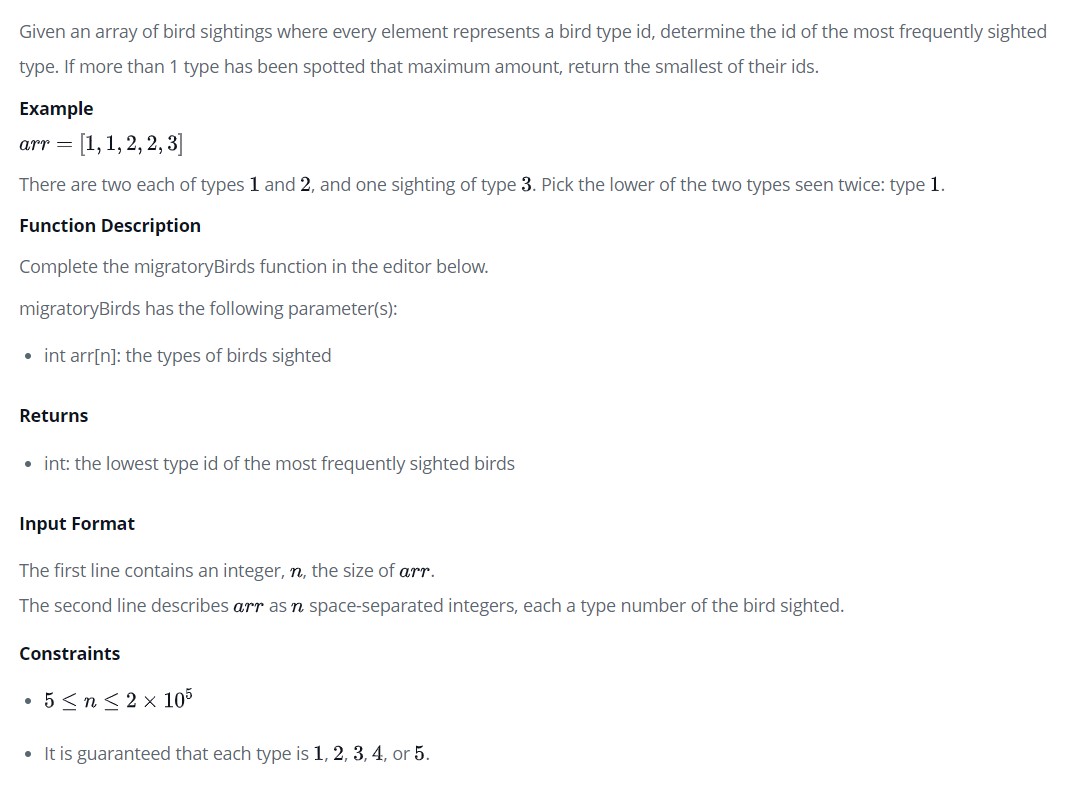 Given an array of bird sightings where every element represents a bird type id, determine the id of the most frequently sighted
type. If more than 1 type has been spotted that maximum amount, return the smallest of their ids.
Example
arr = [1, 1, 2, 2, 3]
There are two each of types 1 and 2, and one sighting of type 3. Pick the lower of the two types seen twice: type 1.
Function Description
Complete the migratoryBirds function in the editor below.
migratoryBirds has the following parameter(s):
• int arr[n]: the types of birds sighted
Returns
• int: the lowest type id of the most frequently sighted birds
Input Format
The first line contains an integer, n, the size of arr.
The second line describes arr as n space-separated integers, each a type number of the bird sighted.
Constraints
• 5 ≤ n ≤ 2 × 10⁵
• It is guaranteed that each type is 1, 2, 3, 4, or 5.